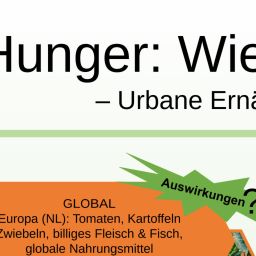 Hunger: Wie
– Urbane Ernä
Auswirkungen?
GLOBAL
Europa (NL): Tomaten, Kartoffeln
Zwiebeln, billiges Fleisch & Fisch,
globale Nahrungsmittel